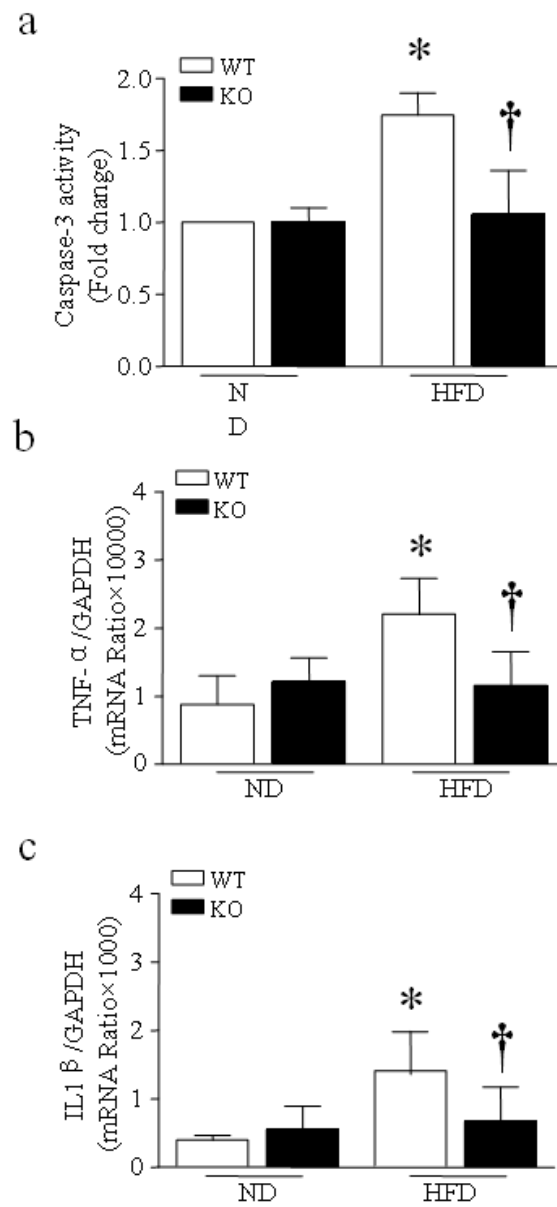 a
WT
KO
Caspase-3 activity
(Fold change)
2.0
1.5
1.0
0.5
0.0
*
†
N
D
HFD
b
WT
KO
TNF-α/GAPDH
(mRNA Ratio×10000)
4
3
2
1
0
*
†
ND
HFD
c
WT
KO
IL1β/GAPDH
(mRNA Ratio×1000)
4
3
2
1
0
*
†
ND
HFD